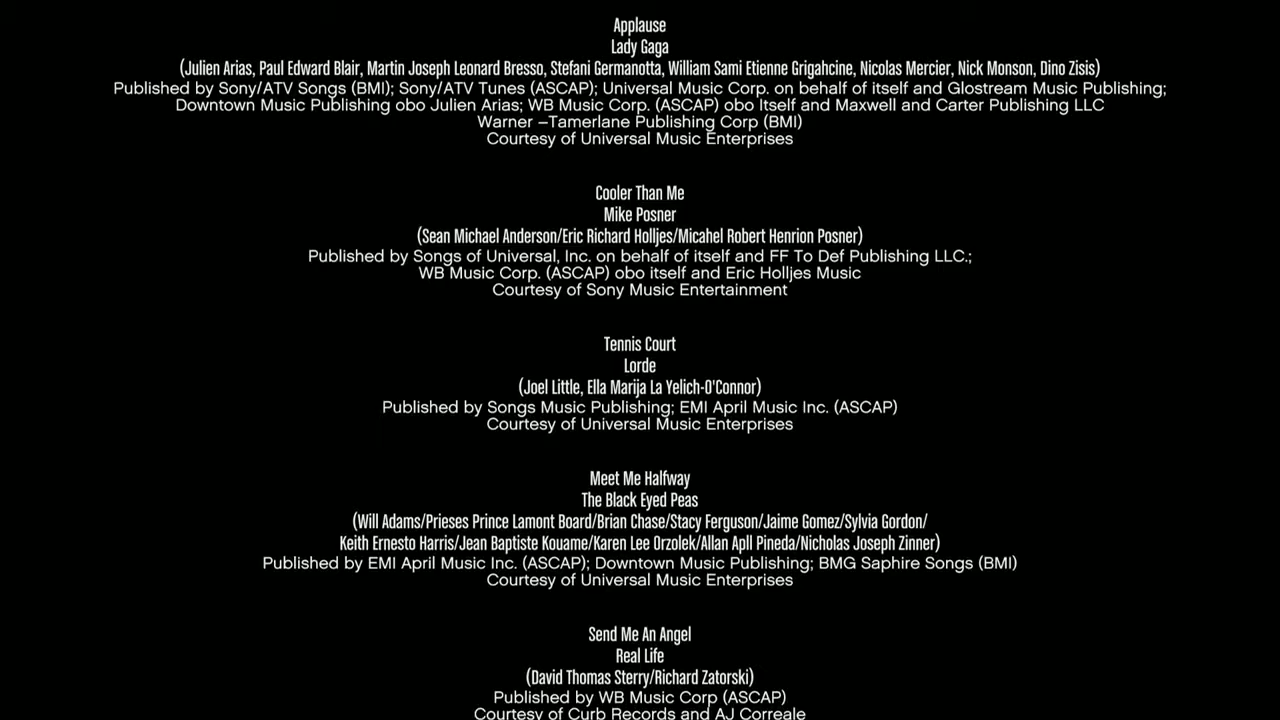 Applause
Lady Gaga
(Julien Arias, Paul Edward Blair, Martin Joseph Leonard Bresso, Stefani Germanotta, William Sami Etienne Grigahcine, Nicolas Mercier, Nick Monson, Dino Zisis)
Published by Sony/ATV Songs (BMI); Sony/ATV Tunes (ASCAP); Universal Music Corp. on behalf of itself and Glostream Music Publishing;
Downtown Music Publishing obo Julien Arias; WB Music Corp. (ASCAP) obo Itself and Maxwell and Carter Publishing LLC
Warner –Tamerlane Publishing Corp (BMI)
Courtesy of Universal Music Enterprises
Cooler Than Me
Mike Posner
(Sean Michael Anderson/Eric Richard Holljes/Micahel Robert Henrion Posner)
Published by Songs of Universal, Inc. on behalf of itself and FF To Def Publishing LLC.;
WB Music Corp. (ASCAP) obo itself and Eric Holljes Music
Courtesy of Sony Music Entertainment
Tennis Court
Lorde
(Joel Little, Ella Marija La Yelich-O'Connor)
Published by Songs Music Publishing; EMI April Music Inc. (ASCAP)
Courtesy of Universal Music Enterprises
Meet Me Halfway
The Black Eyed Peas
(Will Adams/Prieses Prince Lamont Board/Brian Chase/Stacy Ferguson/Jaime Gomez/Sylvia Gordon/
Keith Ernesto Harris/Jean Baptiste Kouame/Karen Lee Orzolek/Allan Apll Pineda/Nicholas Joseph Zinner)
Published by EMI April Music Inc. (ASCAP); Downtown Music Publishing; BMG Saphire Songs (BMI)
Courtesy of Universal Music Enterprises
Send Me An Angel
Real Life
(David Thomas Sterry/Richard Zatorski)
Published by WB Music Corp (ASCAP)
Courtesy of Curb Records and AJ Correale